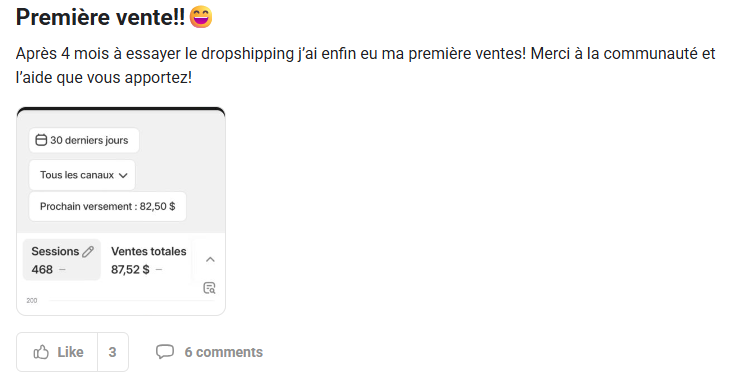 Première vente!!😄
Après 4 mois à essayer le dropshipping j'ai enfin eu ma première ventes! Merci à la communauté et
l'aide que vous apportez!
30 derniers jours
Tous les canaux
Prochain versement : 82,50 $
Sessions Ventes totales
468 – 87,52 $ –
200
Like 3 6 comments